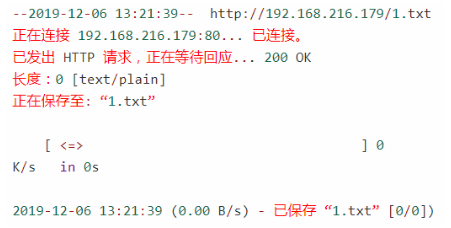 --2019-12-06 13:21:39--  http://192.168.216.179/1.txt
正在连接 192.168.216.179:80... 已连接。
已发出 HTTP 请求，正在等待回应... 200 OK
长度：0 [text/plain]
正在保存至: “1.txt”
[ <=> ] 0
K/s   in 0s
2019-12-06 13:21:39 (0.00 B/s) - 已保存 “1.txt” [0/0])